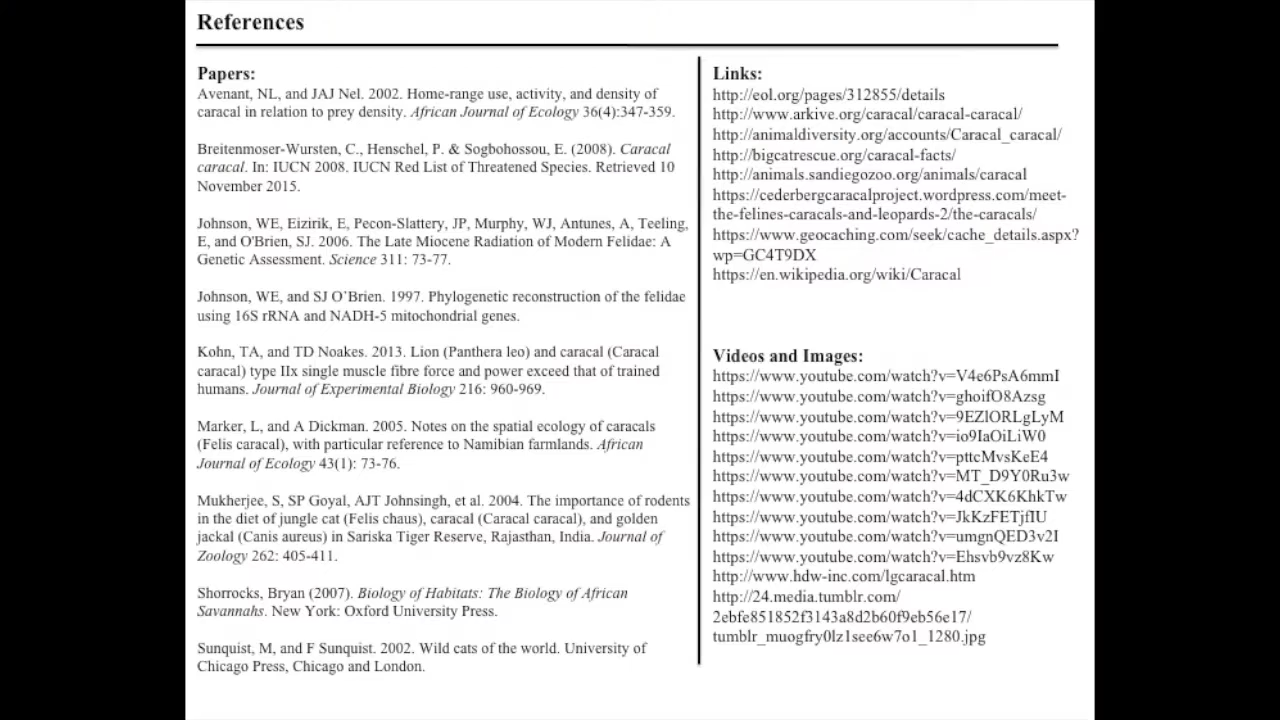 References
Papers:
Avenant, NL, and JAJ Nel. 2002. Home-range use, activity, and density of
caracal in relation to prey density. African Journal of Ecology 36(4):347-359.
Breitenmoser-Wursten, C., Henschel, P. & Sogbohossou, E. (2008). Caracal
caracal. In: IUCN 2008. IUCN Red List of Threatened Species. Retrieved 10
November 2015.
Johnson, WE, Eizirik, E, Pecon-Slattery, JP, Murphy, WJ, Antunes, A, Teeling,
E, and O'Brien, SJ. 2006. The Late Miocene Radiation of Modern Felidae: A
Genetic Assessment. Science 311: 73-77.
Johnson, WE, and SJ O’Brien. 1997. Phylogenetic reconstruction of the felidae
using 16S rRNA and NADH-5 mitochondrial genes.
Kohn, TA, and TD Noakes. 2013. Lion (Panthera leo) and caracal (Caracal
caracal) type IIx single muscle fibre force and power exceed that of trained
humans. Journal of Experimental Biology 216: 960-969.
Marker, L, and A Dickman. 2005. Notes on the spatial ecology of caracals
(Felis caracal), with particular reference to Namibian farmlands. African
Journal of Ecology 43(1): 73-76.
Mukherjee, S, SP Goyal, AJT Johnsingh, et al. 2004. The importance of rodents
in the diet of jungle cat (Felis chaus), caracal (Caracal caracal), and golden
jackal (Canis aureus) in Sariska Tiger Reserve, Rajasthan, India. Journal of
Zoology 262: 405-411.
Shorrocks, Bryan (2007). Biology of Habitats: The Biology of African
Savannahs. New York: Oxford University Press.
Sunquist, M, and F Sunquist. 2002. Wild cats of the world. University of
Chicago Press, Chicago and London.
Links:
http://eol.org/pages/312855/details
http://www.arkive.org/caracal/caracal-caracal/
http://animaldiversity.org/accounts/Caracal_caracal/
http://bigcatrescue.org/caracal-facts/
http://animals.sandiegozoo.org/animals/caracal
https://cederbergcaracalproject.wordpress.com/meet-
the-felines-caracals-and-leopards-2/the-caracals/
https://www.geocaching.com/seek/cache_details.aspx?
wp=GC4T9DX
https://en.wikipedia.org/wiki/Caracal
Videos and Images:
https://www.youtube.com/watch?v=V4e6PsA6mmI
https://www.youtube.com/watch?v=ghoifO8Azsg
https://www.youtube.com/watch?v=9EZlORLgLyM
https://www.youtube.com/watch?v=io9IaOiLiW0
https://www.youtube.com/watch?v=pttcMvsKeE4
https://www.youtube.com/watch?v=MT_D9Y0Ru3w
https://www.youtube.com/watch?v=4dCXK6KhkTw
https://www.youtube.com/watch?v=JkKzFETjfIU
https://www.youtube.com/watch?v=umgnQED3v2I
https://www.youtube.com/watch?v=Ehsvb9vz8Kw
http://www.hdw-inc.com/lgcaracal.htm
http://24.media.tumblr.com/
2ebfe851852f3143a8d2b60f9eb56e17/
tumblr_muogfry0lz1see6w7o1_1280.jpg